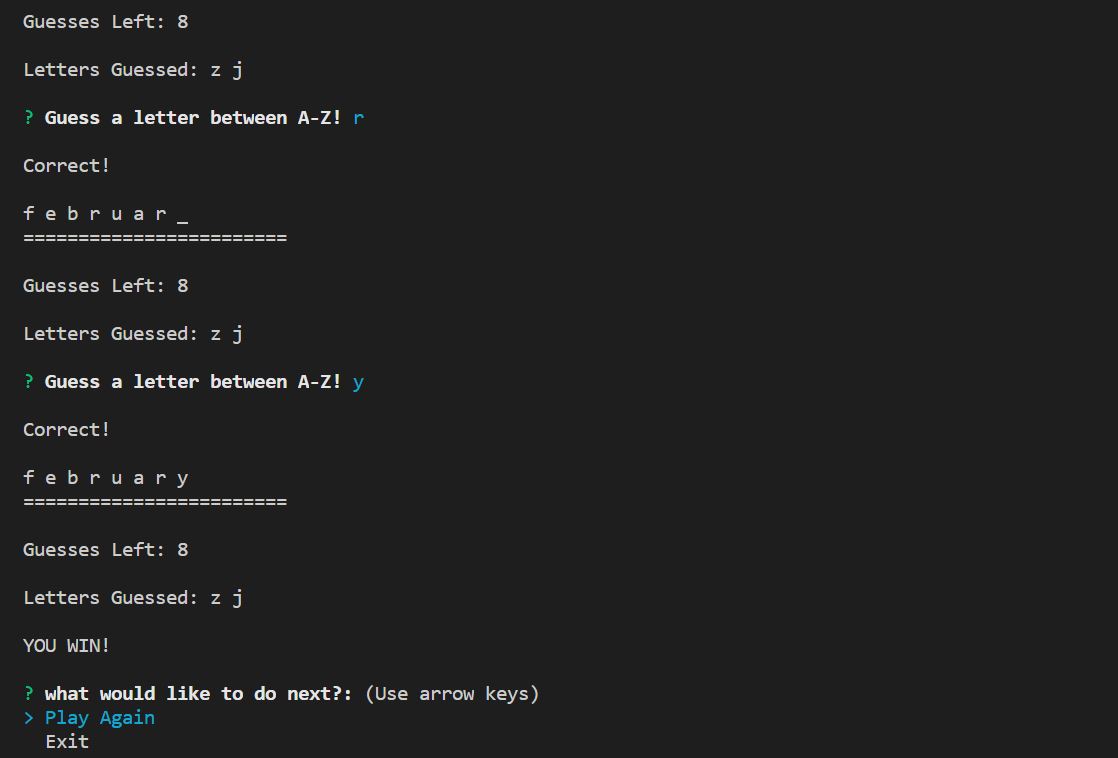 Guesses Left: 8
Letters Guessed: z j
? Guess a letter between A-Z! r
Correct!
f e b r u a r _
========================
Guesses Left: 8
Letters Guessed: z j
? Guess a letter between A-Z! y
Correct!
f e b r u a r y
========================
Guesses Left: 8
Letters Guessed: z j
YOU WIN!
? what would like to do next?: (Use arrow keys)
> Play Again
Exit